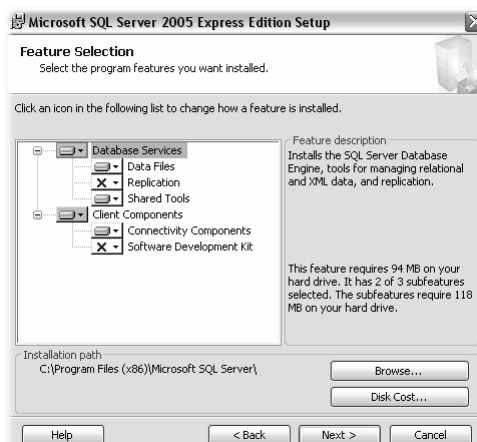 Microsoft SQL Server 2005 Express Edition Setup
Feature Selection
Select the program features you want installed.
Click an icon in the following list to change how a feature is installed.
Database Services
Data Files
Replication
Shared Tools
Client Components
Connectivity Components
Software Development Kit
Feature description
Installs the SQL Server Database
Engine, tools for managing relational
and XML data, and replication.
This feature requires 94 MB on your
hard drive. It has 2 of 3 subfeatures
selected. The subfeatures require 118
MB on your hard drive.
Installation path
C:\Program Files (x86)\Microsoft SQL Server\
Browse...
Disk Cost...
Help
< Back
Next >
Cancel